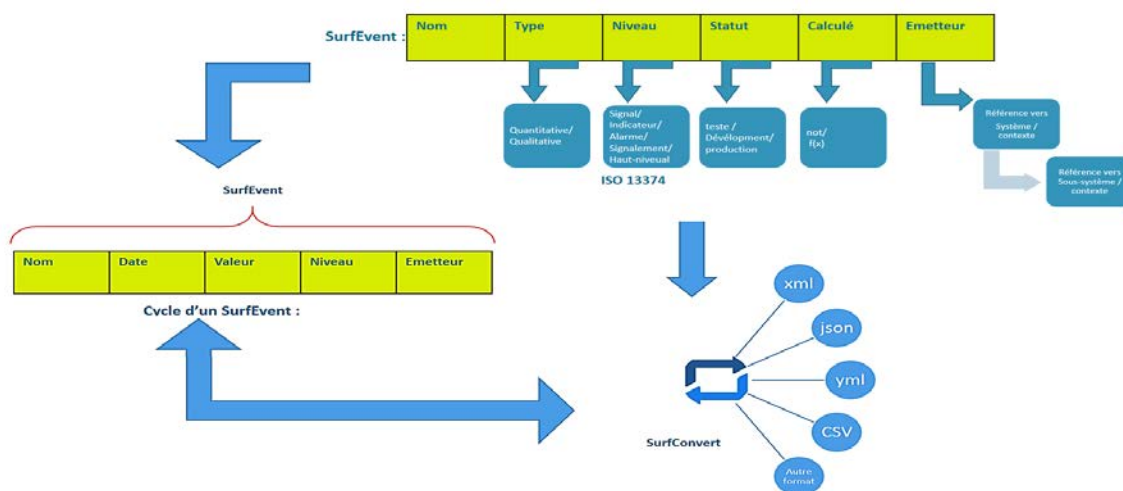 SurfEvent :
Nom
Type
Niveau
Statut
Calculé
Emetteur
Quantitative/
Qualitative
Signal/
Indicateur/
Alarme/
Signalement/
Haut-niveual
teste /
Dévélopment/
production
not/
f(x)
Référence vers
Système /
contexte
Référence vers
Sous-système /
contexte
ISO 13374
SurfEvent
Nom
Date
Valeur
Niveau
Emetteur
Cycle d'un SurfEvent :
xml
json
yml
CSV
Autre
format
SurfConvert